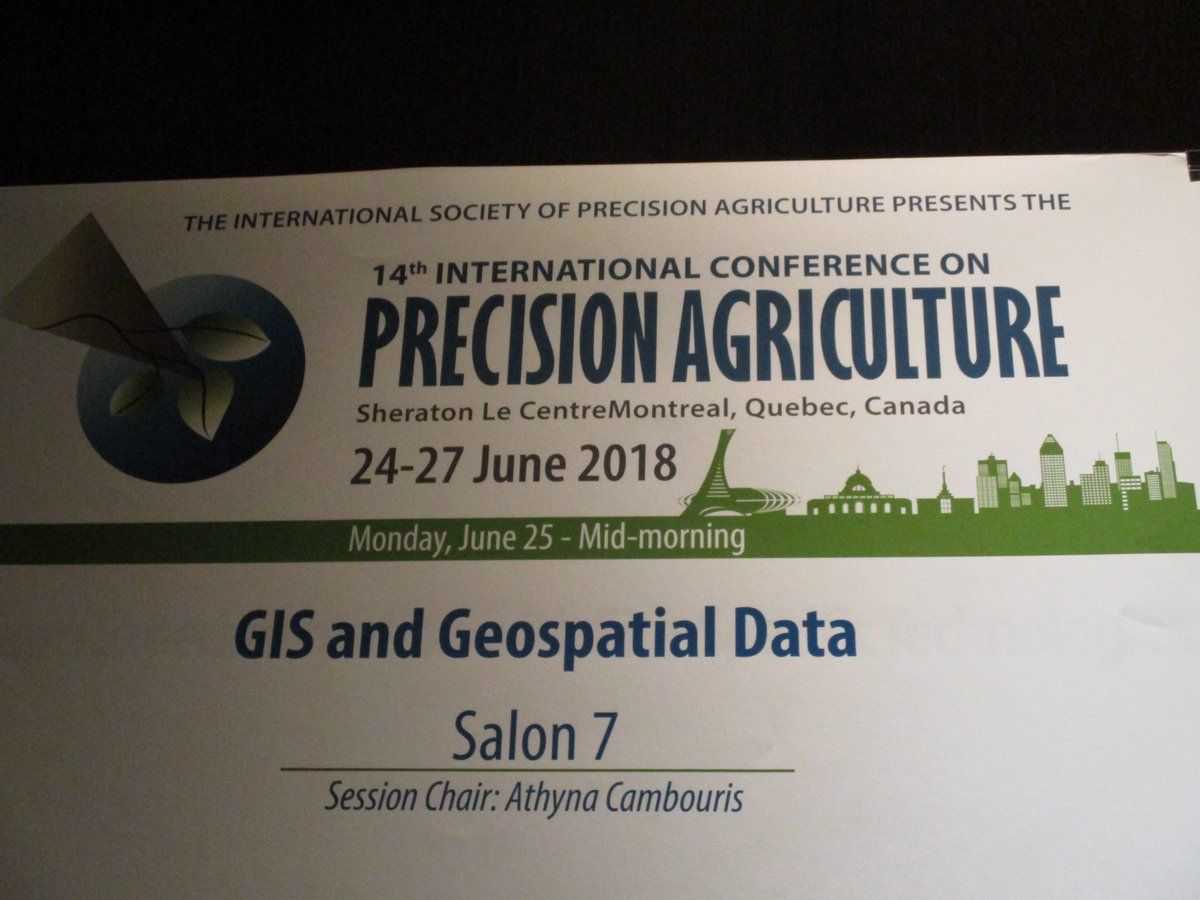 THE INTERNATIONAL SOCIETY OF PRECISION AGRICULTURE PRESENTS THE
14th INTERNATIONAL CONFERENCE ON
PRECISION AGRICULTURE
Sheraton Le CentreMontreal, Quebec, Canada
24-27 June 2018
Monday, June 25 - Mid-morning
GIS and Geospatial Data
Salon 7
Session Chair: Athyna Cambouris